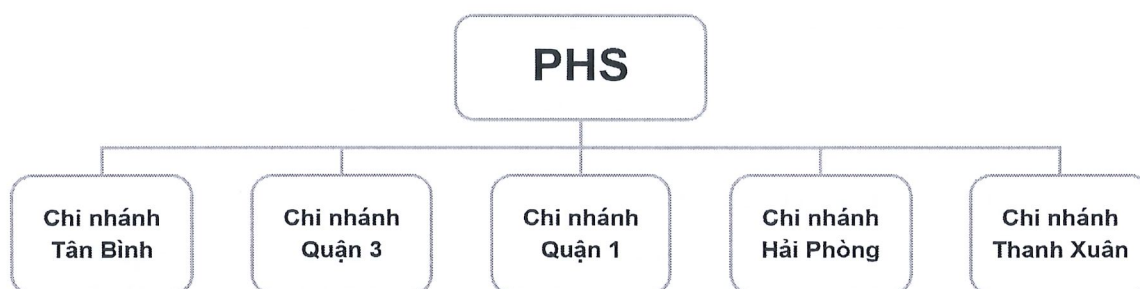 PHS
Chi nhánh
Tân Bình
Chi nhánh
Quận 3
Chi nhánh
Quận 1
Chi nhánh
Hải Phòng
Chi nhánh
Thanh Xuân